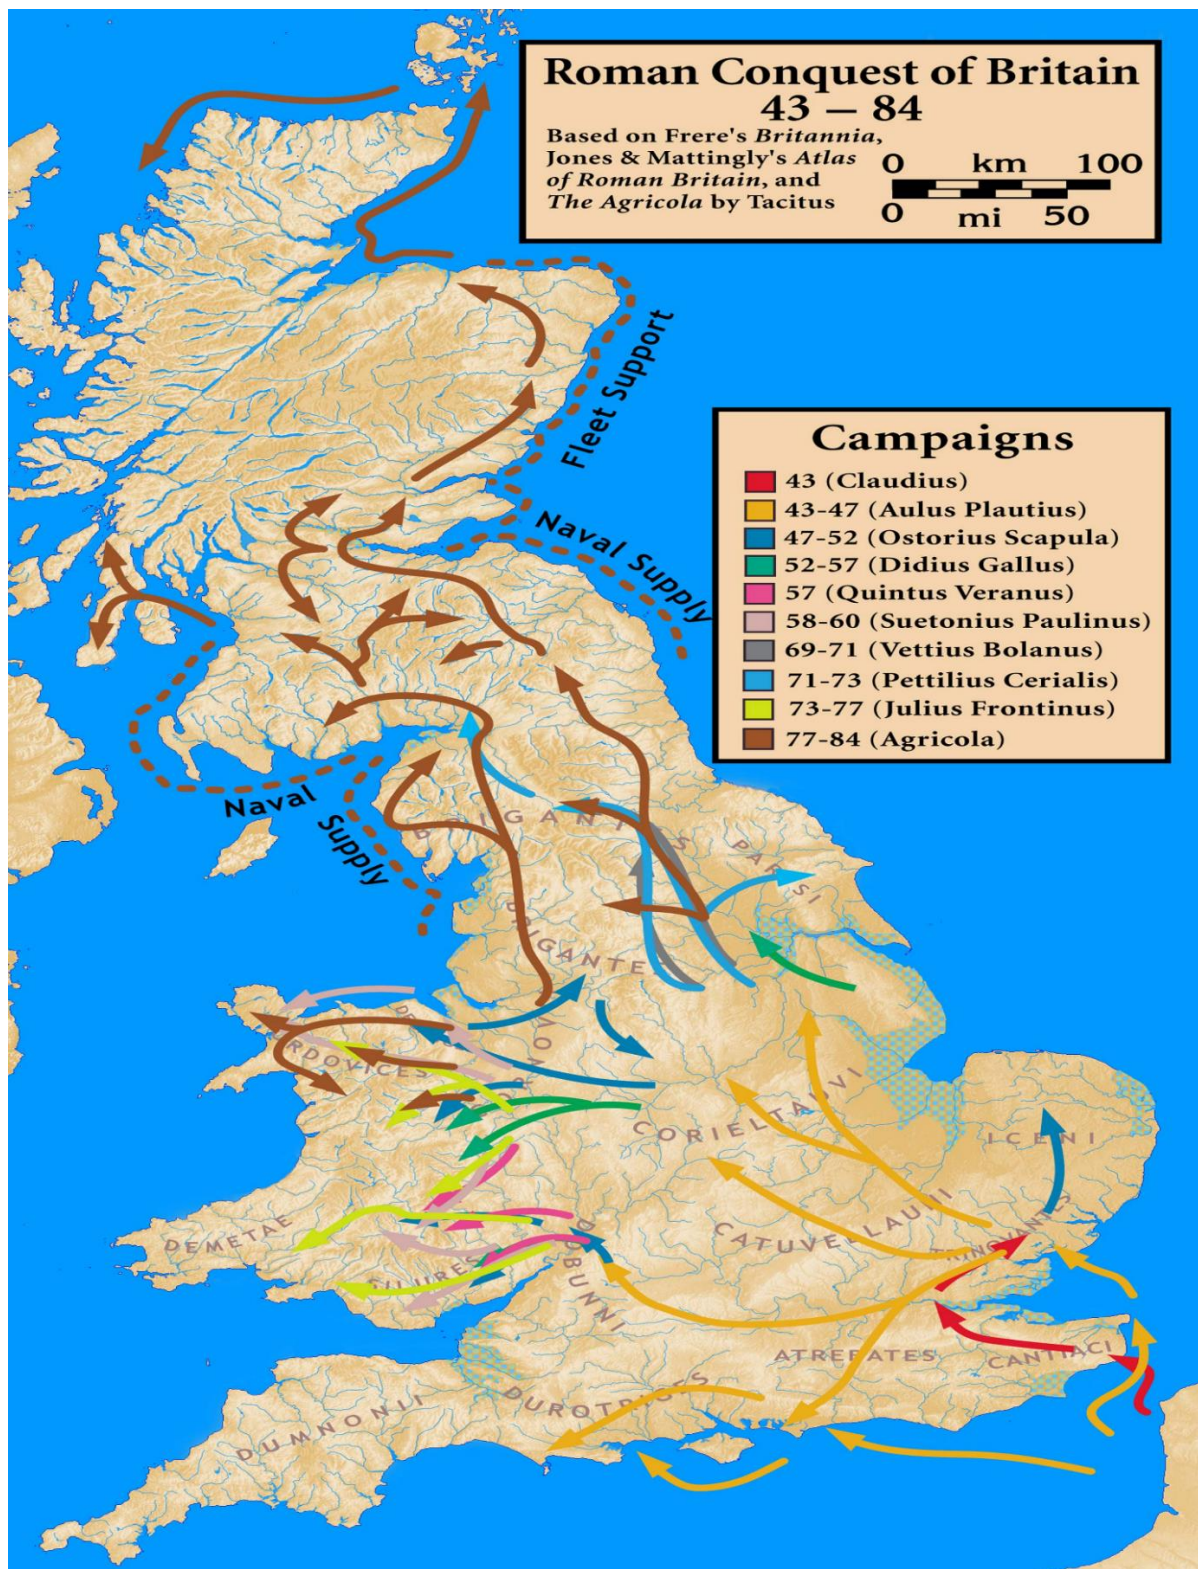 Roman Conquest of Britain
43 – 84
Based on Frere's Britannia,
Jones & Mattingly's Atlas
of Roman Britain, and
The Agricola by Tacitus
0 km 100
0 mi 50
Fleet Support
Campaigns
43 (Claudius)
43-47 (Aulus Plautius)
47-52 (Ostorius Scapula)
52-57 (Didius Gallus)
57 (Quintus Veranus)
58-60 (Suetonius Paulinus)
69-71 (Vettius Bolanus)
71-73 (Pettilius Cerialis)
73-77 (Julius Frontinus)
77-84 (Agricola)
Naval Supply
Naval Supply
BRIGANTES
PARISI
BRIGANTES
CORIELTAUVI
ICENI
CATUVELLAUII
TRINOVANTES
DEMETAE
SILURES
DOBUNNI
ATREBATES
CANTIACI
DUROTRIGES
DUMNONII